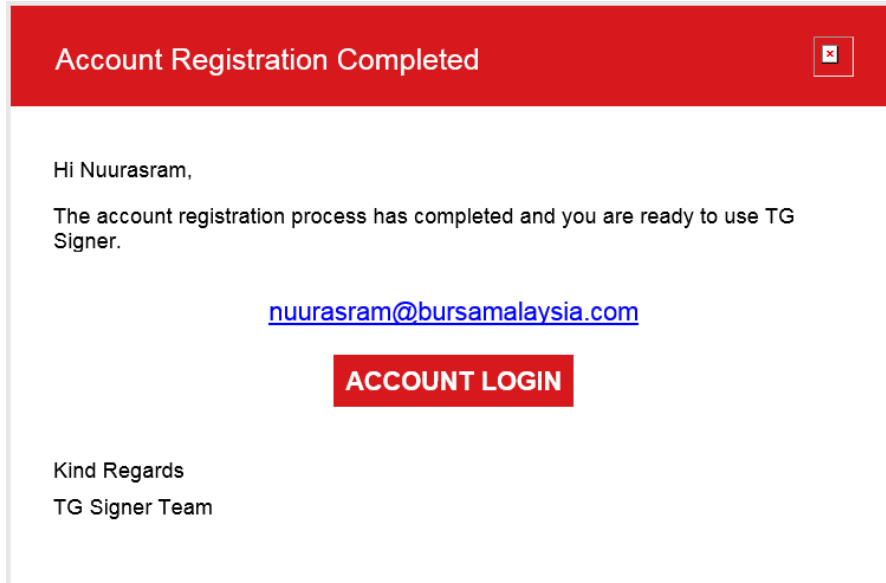 Account Registration Completed
Hi Nuurasram,
The account registration process has completed and you are ready to use TG
Signer.
nuurasram@bursamalaysia.com
ACCOUNT LOGIN
Kind Regards
TG Signer Team